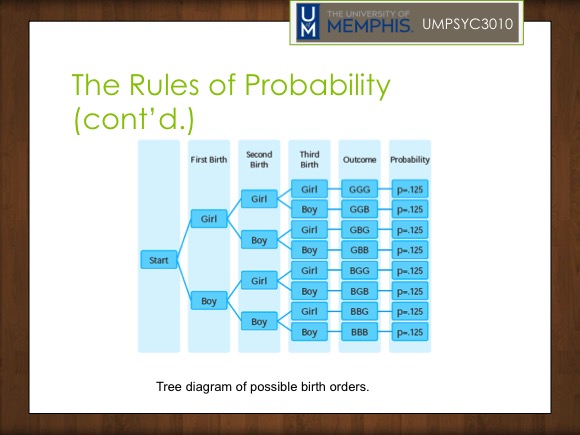 UM THE UNIVERSITY OF
MEMPHIS. UMPSYC3010
The Rules of Probability
(cont’d.)
First Birth Second Birth Third Birth Outcome Probability
Girl GGG p=.125
Girl
Boy GGB p=.125
Girl
Girl GBG p=.125
Boy
Boy GBB p=.125
Start
Girl BGG p=.125
Girl
Boy BGB p=.125
Boy
Girl BBG p=.125
Boy
Boy BBB p=.125
Tree diagram of possible birth orders.